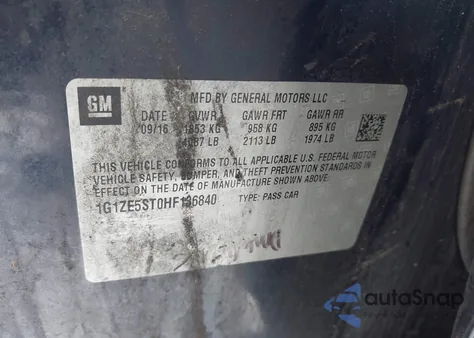 GM
MFD BY GENERAL MOTORS LLC
DATE GVWR GAWR FRT GAWR RR
09/16 1853 KG 958 KG 895 KG
4087 LB 2113 LB 1974 LB
THIS VEHICLE CONFORMS TO ALL APPLICABLE U.S. FEDERAL MOTOR
VEHICLE SAFETY, BUMPER, AND THEFT PREVENTION STANDARDS IN
EFFECT ON THE DATE OF MANUFACTURE SHOWN ABOVE.
1G1ZE5ST0HF136840 TYPE: PASS CAR
autoSnap